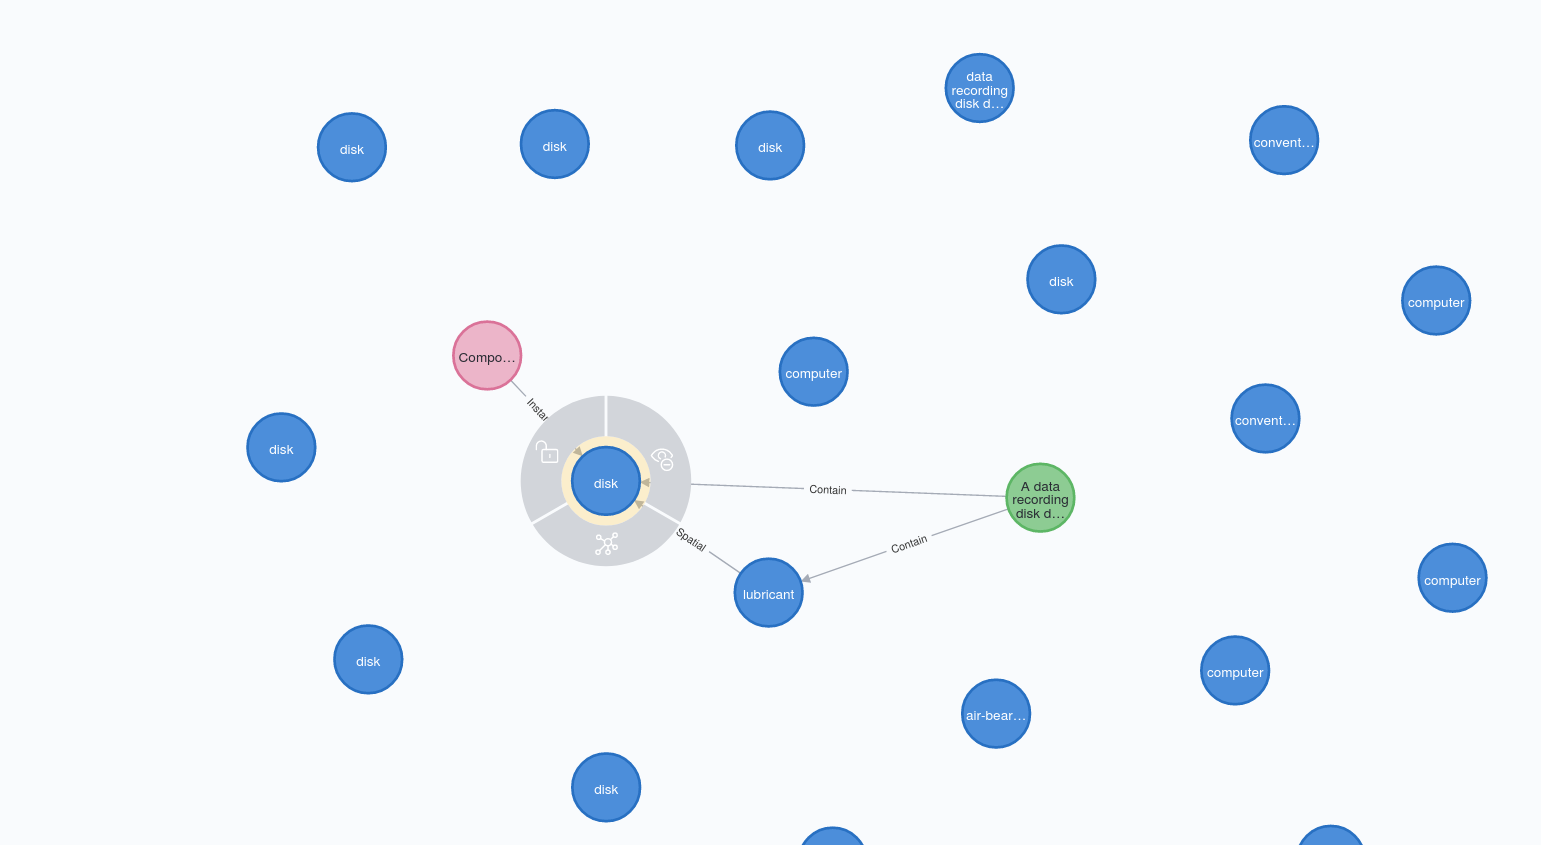 data
recording
disk d…
disk
disk
disk
convent…
disk
computer
Compo…
computer
Instar
convent…
disk
disk
Contain
A data
recording
disk d…
Spatial
Contain
computer
lubricant
disk
computer
air-bear…
disk